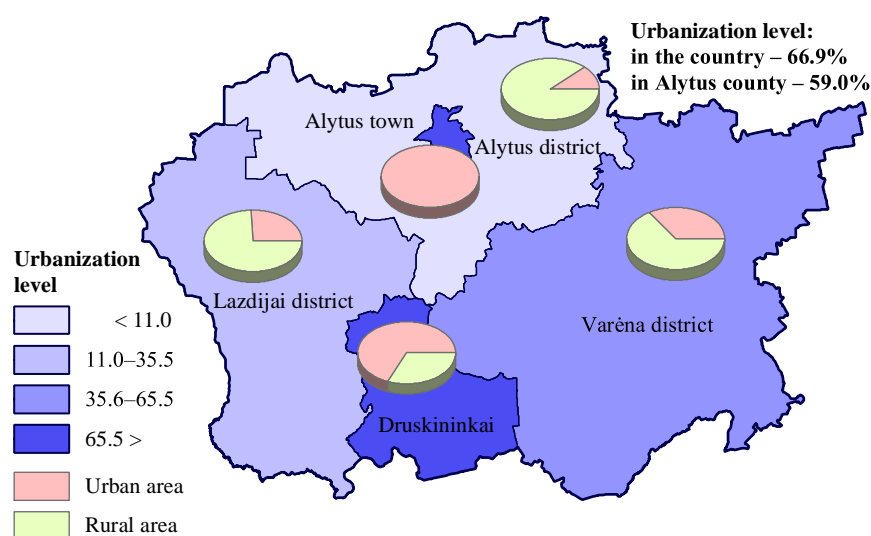 Urbanization level:
in the country – 66.9%
in Alytus county – 59.0%
Alytus town
Alytus district
Lazdijai district
Varėna district
Druskininkai
Urbanization
level
< 11.0
11.0–35.5
35.6–65.5
65.5 >
Urban area
Rural area